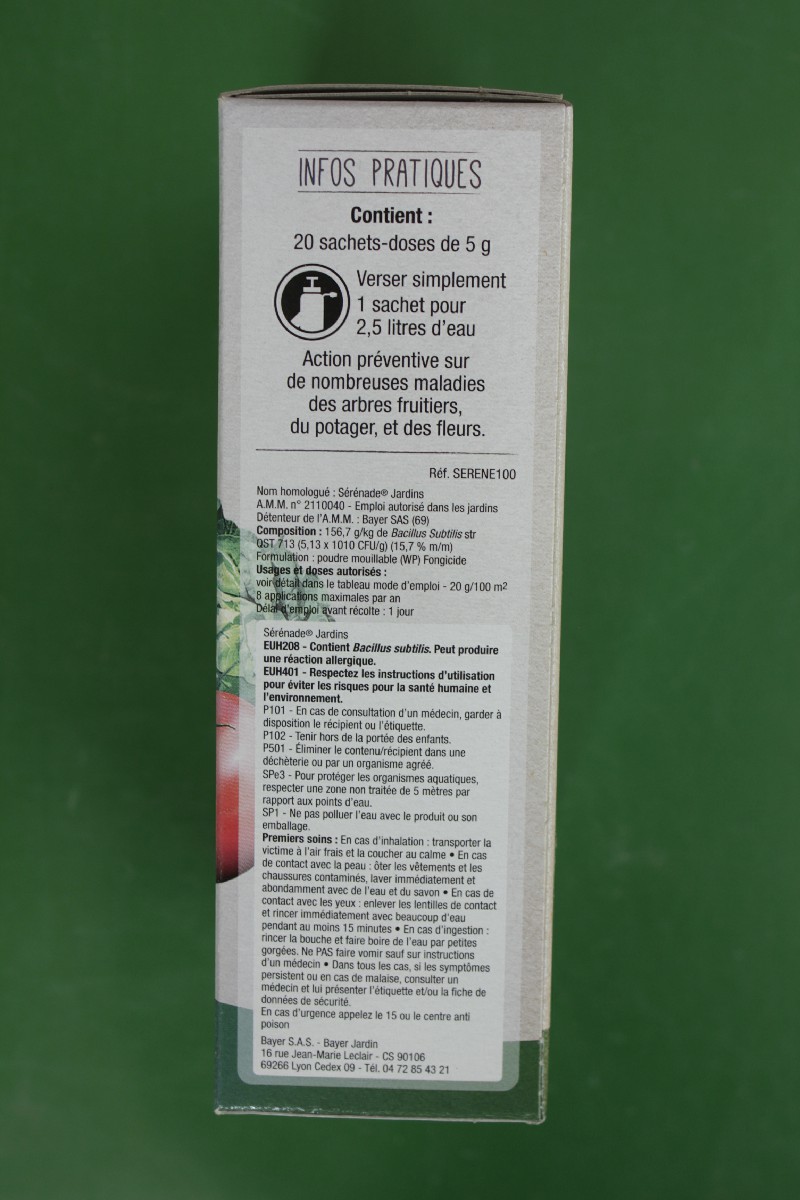 INFOS PRATIQUES
Contient :
20 sachets-doses de 5 g
Verser simplement
1 sachet pour
2,5 litres d'eau
Action préventive sur
de nombreuses maladies
des arbres fruitiers,
du potager, et des fleurs.
Réf. SERENE100
Nom homologué : Sérénade® Jardins
A.M.M. n° 2110040 - Emploi autorisé dans les jardins
Détenteur de l'A.M.M. : Bayer SAS (69)
Composition : 156,7 g/kg de Bacillus Subtilis str
QST 713 (5,13 x 1010 CFU/g) (15,7 % m/m)
Formulation : poudre mouillable (WP) Fongicide
Usages et doses autorisés :
voir détail dans le tableau mode d'emploi - 20 g/100 m2
8 applications maximales par an
Délai d'emploi avant récolte : 1 jour
Sérénade® Jardins
EUH208 - Contient Bacillus subtilis. Peut produire
une réaction allergique.
EUH401 - Respectez les instructions d'utilisation
pour éviter les risques pour la santé humaine et
l'environnement.
P101 - En cas de consultation d'un médecin, garder à
disposition le récipient ou l'étiquette.
P102 - Tenir hors de la portée des enfants.
P501 - Éliminer le contenu/récipient dans une
déchèterie ou par un organisme agréé.
SPe3 - Pour protéger les organismes aquatiques,
respecter une zone non traitée de 5 mètres par
rapport aux points d'eau.
SP1 - Ne pas polluer l'eau avec le produit ou son
emballage.
Premiers soins : En cas d'inhalation : transporter la
victime à l'air frais et la coucher au calme • En cas
de contact avec la peau : ôter les vêtements et les
chaussures contaminés, laver immédiatement et
abondamment avec de l'eau et du savon • En cas de
contact avec les yeux : enlever les lentilles de contact
et rincer immédiatement avec beaucoup d'eau
pendant au moins 15 minutes • En cas d'ingestion :
rincer la bouche et faire boire de l'eau par petites
gorgées. Ne PAS faire vomir sauf sur instructions
d'un médecin • Dans tous les cas, si les symptômes
persistent ou en cas de malaise, consulter un
médecin et lui présenter l'étiquette et/ou la fiche de
données de sécurité.
En cas d'urgence appelez le 15 ou le centre anti
poison
Bayer S.A.S. - Bayer Jardin
16 rue Jean-Marie Leclair - CS 90106
69266 Lyon Cedex 09 - Tél. 04 72 85 43 21